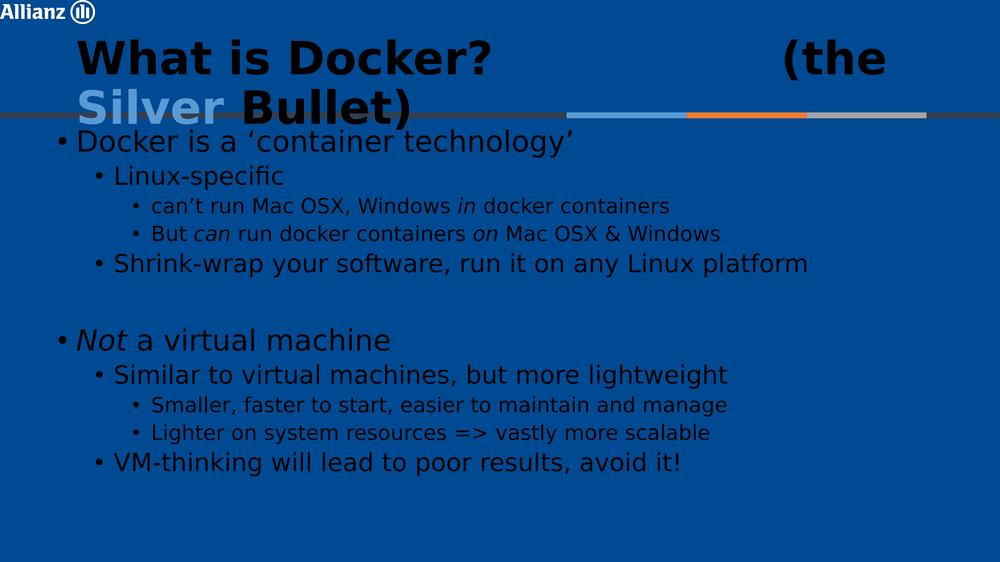 Allianz
What is Docker? (the
Silver Bullet)
• Docker is a ‘container technology’
• Linux-specific
• can’t run Mac OSX, Windows in docker containers
• But can run docker containers on Mac OSX & Windows
• Shrink-wrap your software, run it on any Linux platform
• Not a virtual machine
• Similar to virtual machines, but more lightweight
• Smaller, faster to start, easier to maintain and manage
• Lighter on system resources => vastly more scalable
• VM-thinking will lead to poor results, avoid it!